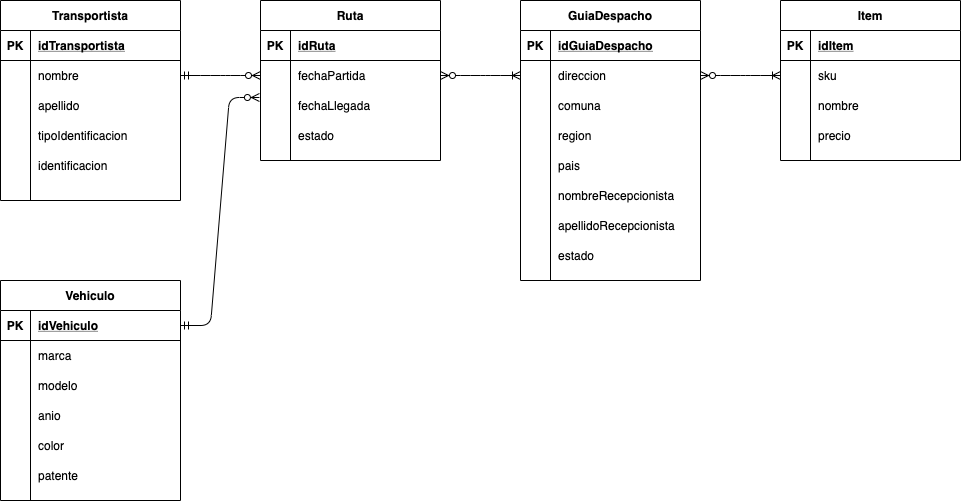 Transportista
PK idTransportista
nombre
apellido
tipoIdentificacion
identificacion
Ruta
PK idRuta
fechaPartida
fechaLlegada
estado
GuiaDespacho
PK idGuiaDespacho
direccion
comuna
region
pais
nombreRecepcionista
apellidoRecepcionista
estado
Item
PK idItem
sku
nombre
precio
Vehiculo
PK idVehiculo
marca
modelo
anio
color
patente